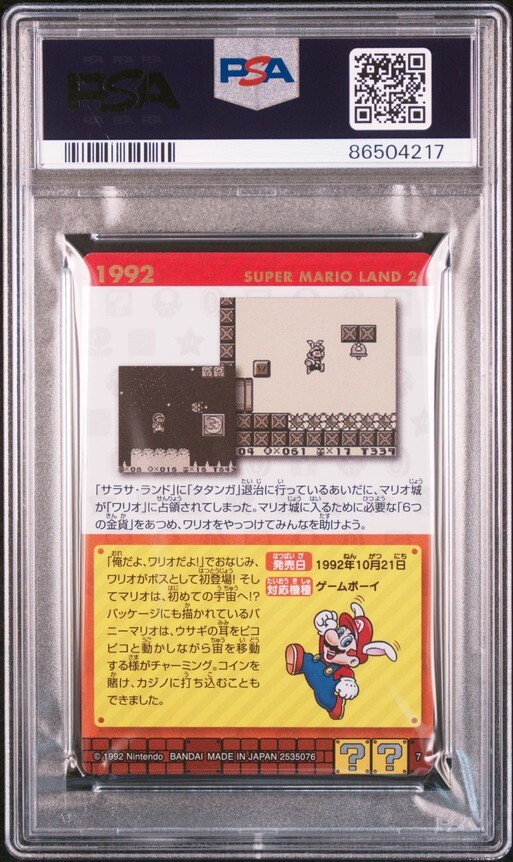 PSA
PSA
86504217
1992
SUPER MARIO LAND 2
04 ○×061 ×17 T339
×08 ○×016 ×16
「サラサ・ランド」に「タタンガ」退治に行っているあいだに、マリオ城
が「ワリオ」に占領されてしまった。マリオ城に入るために必要な「6つ
の金貨」をあつめ、ワリオをやっつけてみんなを助けよう。
「俺だよ、ワリオだよ!」でおなじみ、
ワリオがボスとして初登場! そし
てマリオは、初めての宇宙へ!?
パッケージにも描かれているバ
ニーマリオは、ウサギの耳をピコ
ピコと動かしながら宙を移動
する様がチャーミング。コインを
賭け、カジノに打ち込むことも
できました。
発売日 1992年10月21日
対応機種 ゲームボーイ
© 1992 Nintendo BANDAI MADE IN JAPAN 2535076
? ? 7
PSA